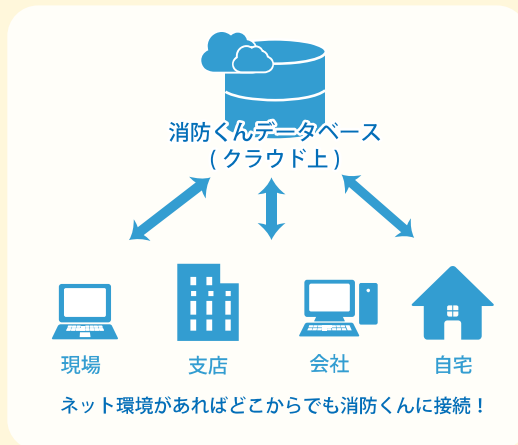 消防くんデータベース
(クラウド上)
現場
支店
会社
自宅
ネット環境があればどこからでも消防くんに接続！